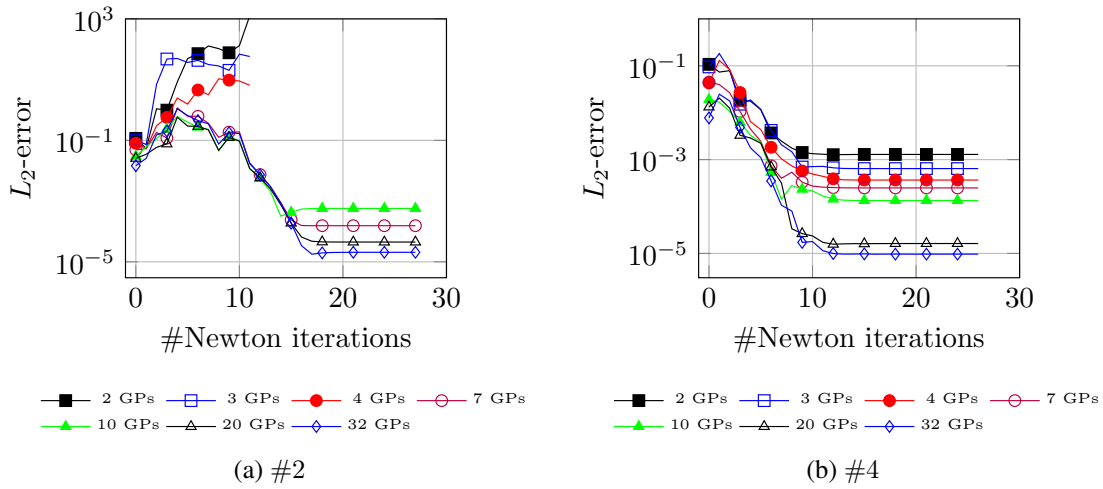 10^3
10^{-1}
10^{-5}
L_2-error
0 10 20 30
#Newton iterations
2 GPs 3 GPs 4 GPs 7 GPs
10 GPs 20 GPs 32 GPs
(a) #2
10^{-1}
10^{-3}
10^{-5}
L_2-error
0 10 20 30
#Newton iterations
2 GPs 3 GPs 4 GPs 7 GPs
10 GPs 20 GPs 32 GPs
(b) #4